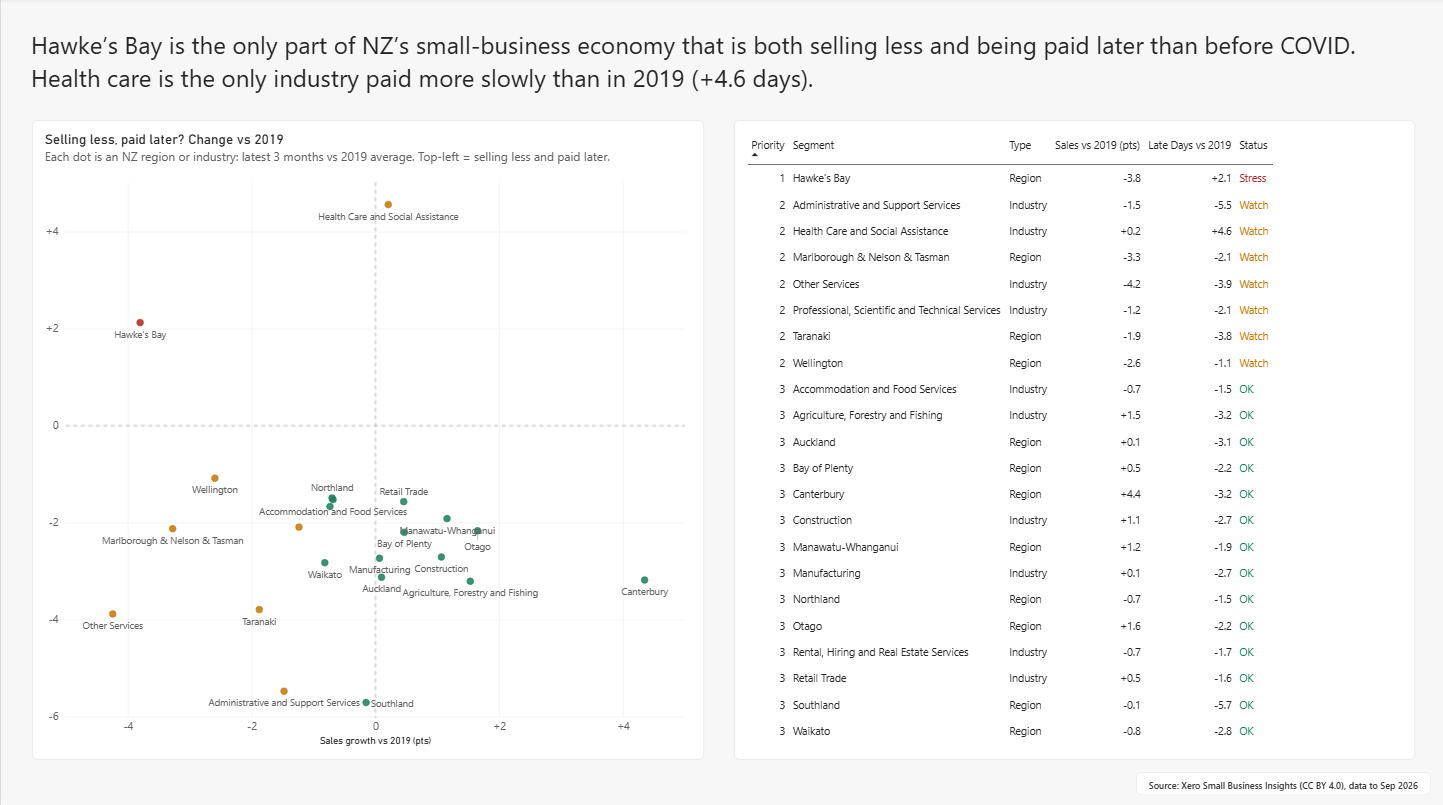 Hawke's Bay is the only part of NZ's small-business economy that is both selling less and being paid later than before COVID.
Health care is the only industry paid more slowly than in 2019 (+4.6 days).
Selling less, paid later? Change vs 2019
Each dot is an NZ region or industry: latest 3 months vs 2019 average. Top-left = selling less and paid later.
Health Care and Social Assistance
+4
+2
Hawke's Bay
0
Wellington
Northland
Retail Trade
Accommodation and Food Services
-2
Manawatu-Whanganui
Marlborough & Nelson & Tasman
Bay of Plenty
Otago
Waikato
Manufacturing
Construction
Auckland
Agriculture, Forestry and Fishing
Canterbury
-4
Other Services
Taranaki
Administrative and Support Services
Southland
-6
-4
-2
0
+2
+4
Sales growth vs 2019 (pts)
Priority Segment Type Sales vs 2019 (pts) Late Days vs 2019 Status
1 Hawke's Bay Region -3.8 +2.1 Stress
2 Administrative and Support Services Industry -1.5 -5.5 Watch
2 Health Care and Social Assistance Industry +0.2 +4.6 Watch
2 Marlborough & Nelson & Tasman Region -3.3 -2.1 Watch
2 Other Services Industry -4.2 -3.9 Watch
2 Professional, Scientific and Technical Services Industry -1.2 -2.1 Watch
2 Taranaki Region -1.9 -3.8 Watch
2 Wellington Region -2.6 -1.1 Watch
3 Accommodation and Food Services Industry -0.7 -1.5 OK
3 Agriculture, Forestry and Fishing Industry +1.5 -3.2 OK
3 Auckland Region +0.1 -3.1 OK
3 Bay of Plenty Region +0.5 -2.2 OK
3 Canterbury Region +4.4 -3.2 OK
3 Construction Industry +1.1 -2.7 OK
3 Manawatu-Whanganui Region +1.2 -1.9 OK
3 Manufacturing Industry +0.1 -2.7 OK
3 Northland Region -0.7 -1.5 OK
3 Otago Region +1.6 -2.2 OK
3 Rental, Hiring and Real Estate Services Industry -0.7 -1.7 OK
3 Retail Trade Industry +0.5 -1.6 OK
3 Southland Region -0.1 -5.7 OK
3 Waikato Region -0.8 -2.8 OK
Source: Xero Small Business Insights (CC BY 4.0), data to Sep 2026